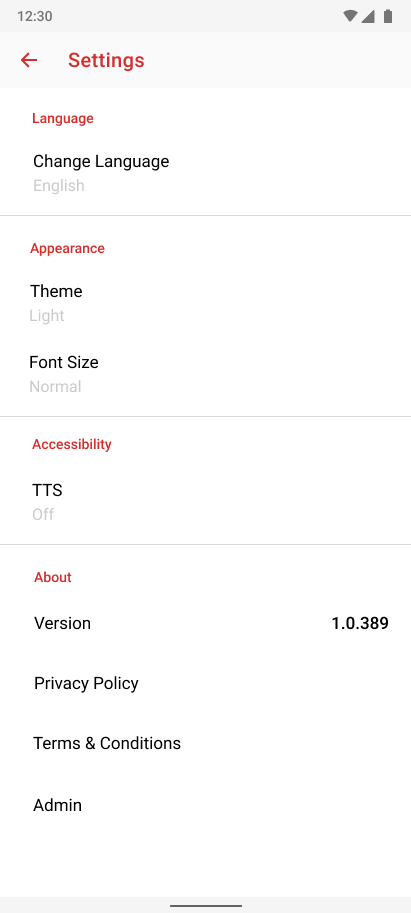 12:30
Settings
Language
Change Language
English
Appearance
Theme
Light
Font Size
Normal
Accessibility
TTS
Off
About
Version 1.0.389
Privacy Policy
Terms & Conditions
Admin